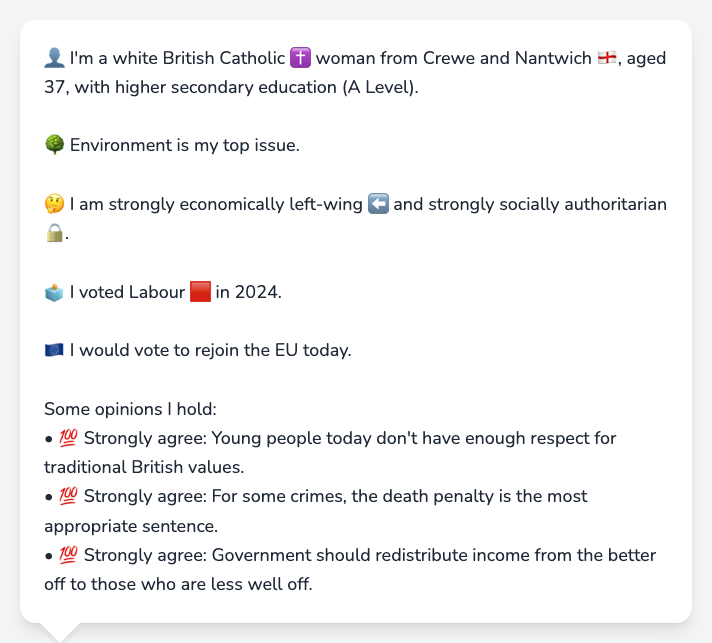 👤 I'm a white British Catholic ✝️ woman from Crewe and Nantwich 🏴󠁧󠁢󠁥󠁮󠁧󠁿, aged
37, with higher secondary education (A Level).
🌳 Environment is my top issue.
🤔 I am strongly economically left-wing ⬅️ and strongly socially authoritarian
🔒.
🗳️ I voted Labour 🟥 in 2024.
🇪🇺 I would vote to rejoin the EU today.
Some opinions I hold:
• 💯 Strongly agree: Young people today don't have enough respect for
traditional British values.
• 💯 Strongly agree: For some crimes, the death penalty is the most
appropriate sentence.
• 💯 Strongly agree: Government should redistribute income from the better
off to those who are less well off.